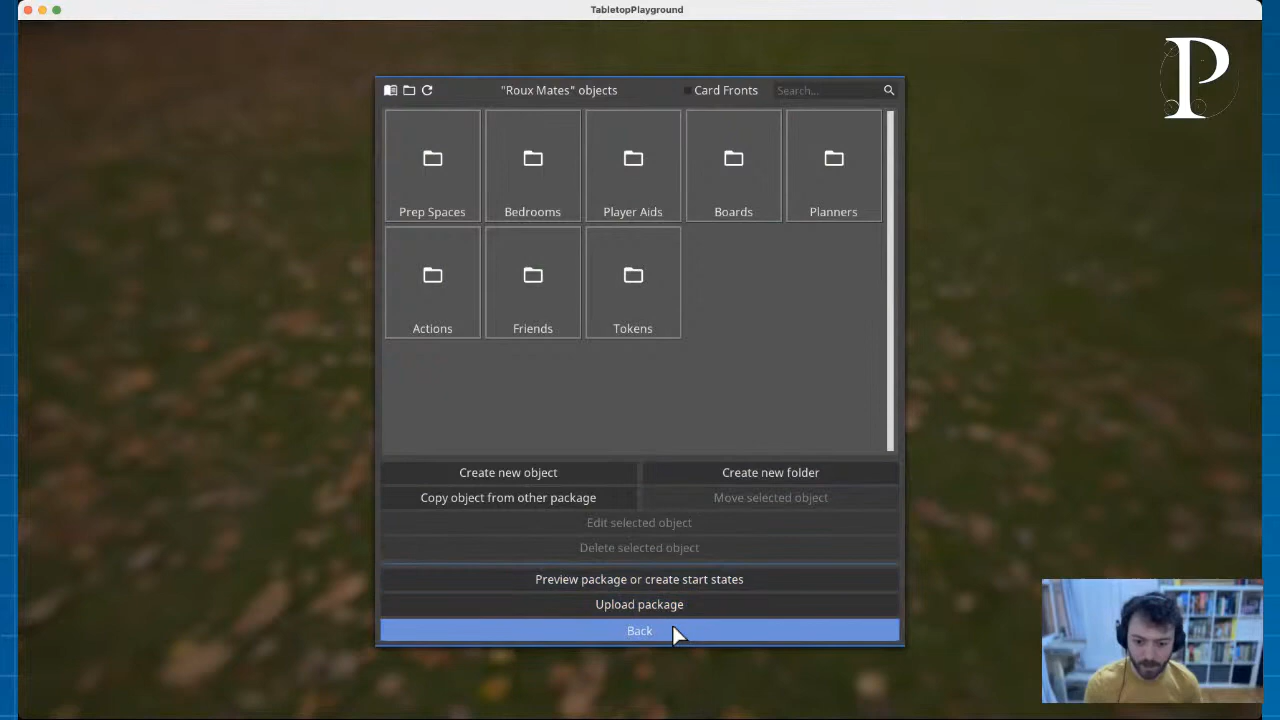 TabletopPlayground
P
"Roux Mates" objects
Card Fronts
Search...
Prep Spaces
Bedrooms
Player Aids
Boards
Planners
Actions
Friends
Tokens
Create new object
Create new folder
Copy object from other package
Move selected object
Edit selected object
Delete selected object
Preview package or create start states
Upload package
Back